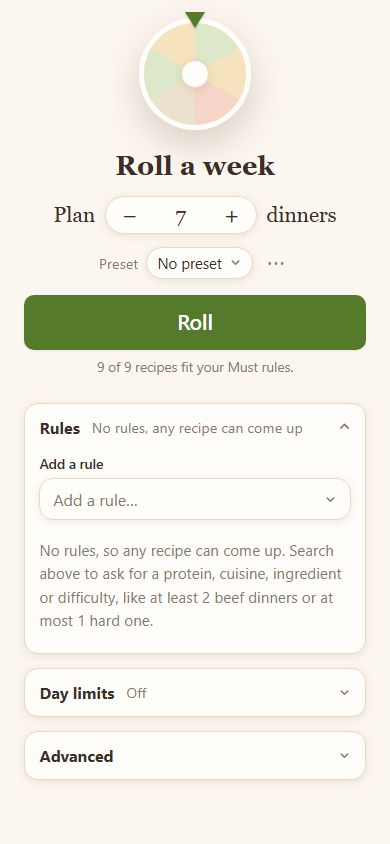 Roll a week
Plan − 7 + dinners
Preset No preset ⋯
Roll
9 of 9 recipes fit your Must rules.
Rules No rules, any recipe can come up
Add a rule
Add a rule...
No rules, so any recipe can come up. Search
above to ask for a protein, cuisine, ingredient
or difficulty, like at least 2 beef dinners or at
most 1 hard one.
Day limits Off
Advanced